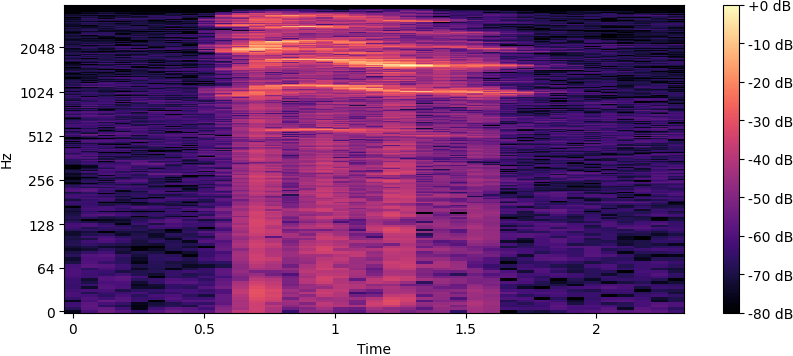 +0 dB
2048
-10 dB
-20 dB
1024
-30 dB
512
Hz
-40 dB
256
-50 dB
128
-60 dB
64
-70 dB
0
-80 dB
0 0.5 1 1.5 2
Time